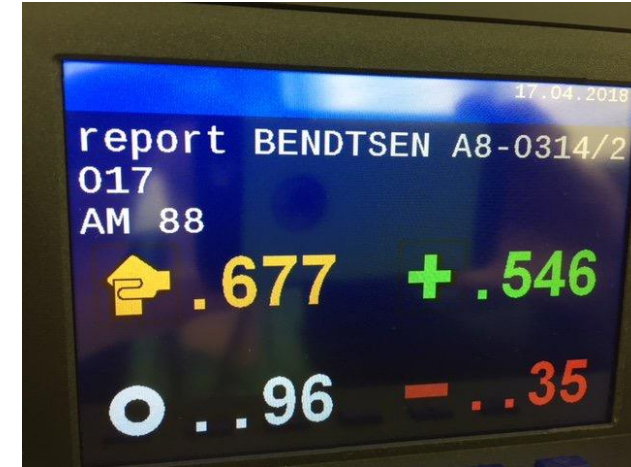 17.04.2018
report BENDTSEN A8-0314/2
017
AM 88
.677 + .546
..96 - ..35